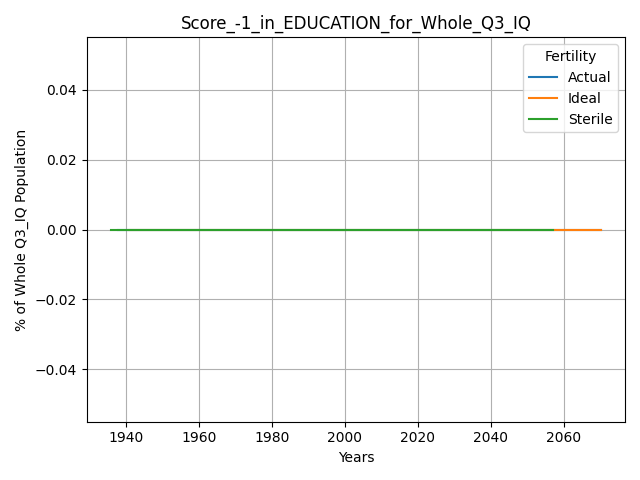 Score_-1_in_EDUCATION_for_Whole_Q3_IQ
Fertility
Actual
Ideal
Sterile
% of Whole Q3_IQ Population
0.04
0.02
0.00
−0.02
−0.04
1940 1960 1980 2000 2020 2040 2060
Years